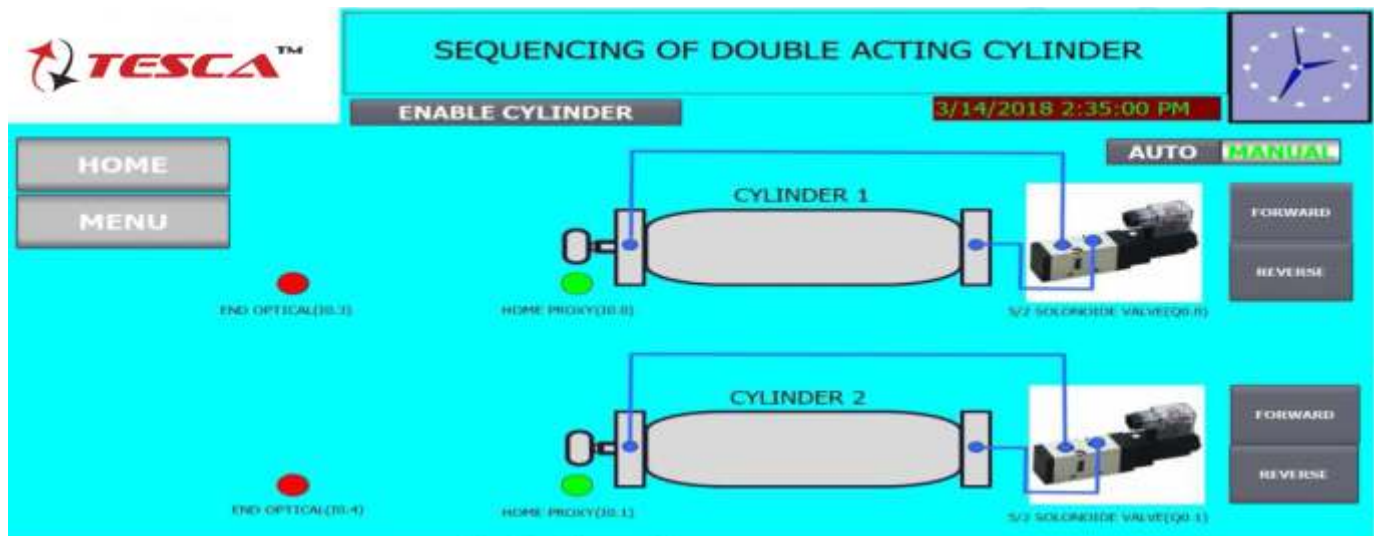 TESCA™
SEQUENCING OF DOUBLE ACTING CYLINDER
ENABLE CYLINDER
3/14/2018 2:35:00 PM
HOME
MENU
AUTO
MANUAL
CYLINDER 1
FORWARD
REVERSE
END OPTICAL(I0.3)
HOME PROXY(I0.0)
5/2 SOLONOIDE VALVE(Q0.0)
CYLINDER 2
FORWARD
REVERSE
END OPTICAL(I0.4)
HOME PROXY(I0.1)
5/2 SOLONOIDE VALVE(Q0.1)